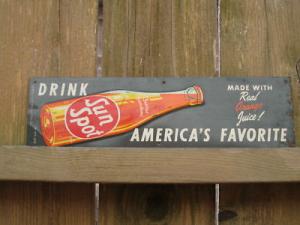 DRINK
Sun
Spot
MADE WITH
Real
Orange
Juice!
AMERICA'S FAVORITE